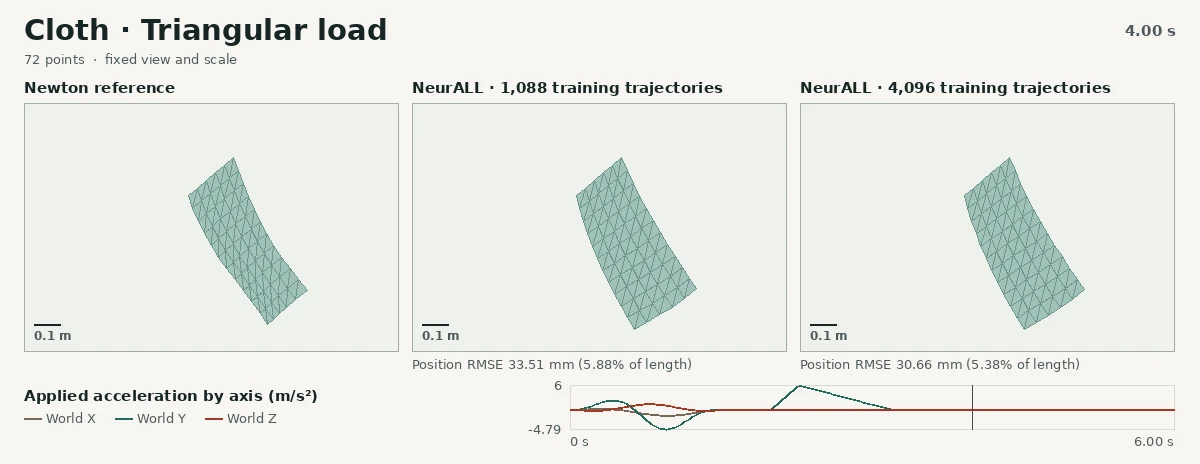 Cloth · Triangular load
4.00 s
72 points · fixed view and scale
Newton reference
NeurALL · 1,088 training trajectories
NeurALL · 4,096 training trajectories
0.1 m
0.1 m
0.1 m
Position RMSE 33.51 mm (5.88% of length)
Position RMSE 30.66 mm (5.38% of length)
Applied acceleration by axis (m/s²)
World X
World Y
World Z
6
-4.79
0 s
6.00 s